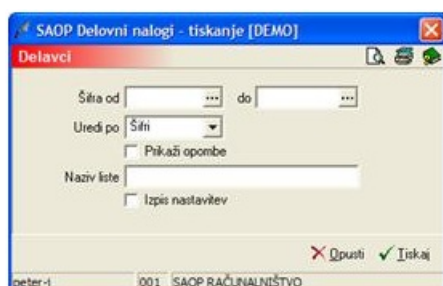 SAOP Delovni nalogi - tiskanje [DEMO]
Delavci
Šifra od ... do ...
Uredi po Šifri
Prikaži opombe
Naziv liste
Izpis nastavitev
Opusti Tiskaj
peter-i 001 SAOP RAČUNALNIŠTVO